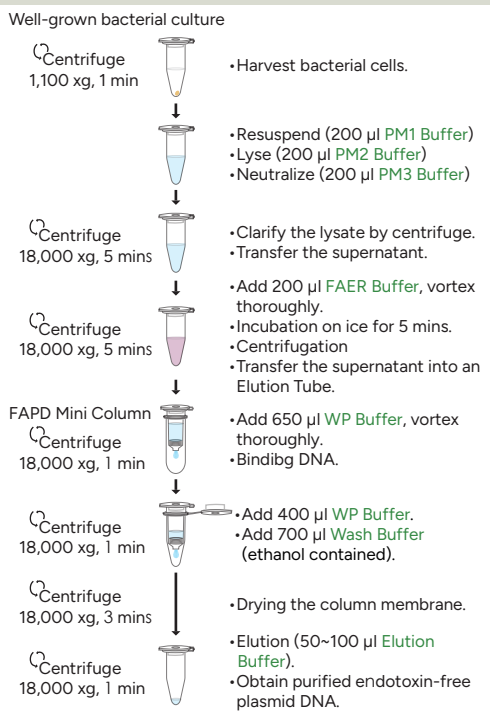 Well-grown bacterial culture
Centrifuge
1,100 xg, 1 min
•Harvest bacterial cells.
•Resuspend (200 µl PM1 Buffer)
•Lyse (200 µl PM2 Buffer)
•Neutralize (200 µl PM3 Buffer)
Centrifuge
18,000 xg, 5 mins
•Clarify the lysate by centrifuge.
•Transfer the supernatant.
Centrifuge
18,000 xg, 5 mins
•Add 200 µl FAER Buffer, vortex
thoroughly.
•Incubation on ice for 5 mins.
•Centrifugation
•Transfer the supernatant into an
Elution Tube.
FAPD Mini Column
Centrifuge
18,000 xg, 1 min
•Add 650 µl WP Buffer, vortex
thoroughly.
•Bindibg DNA.
Centrifuge
18,000 xg, 1 min
•Add 400 µl WP Buffer.
•Add 700 µl Wash Buffer
(ethanol contained).
Centrifuge
18,000 xg, 3 mins
•Drying the column membrane.
Centrifuge
18,000 xg, 1 min
•Elution (50~100 µl Elution
Buffer).
•Obtain purified endotoxin-free
plasmid DNA.